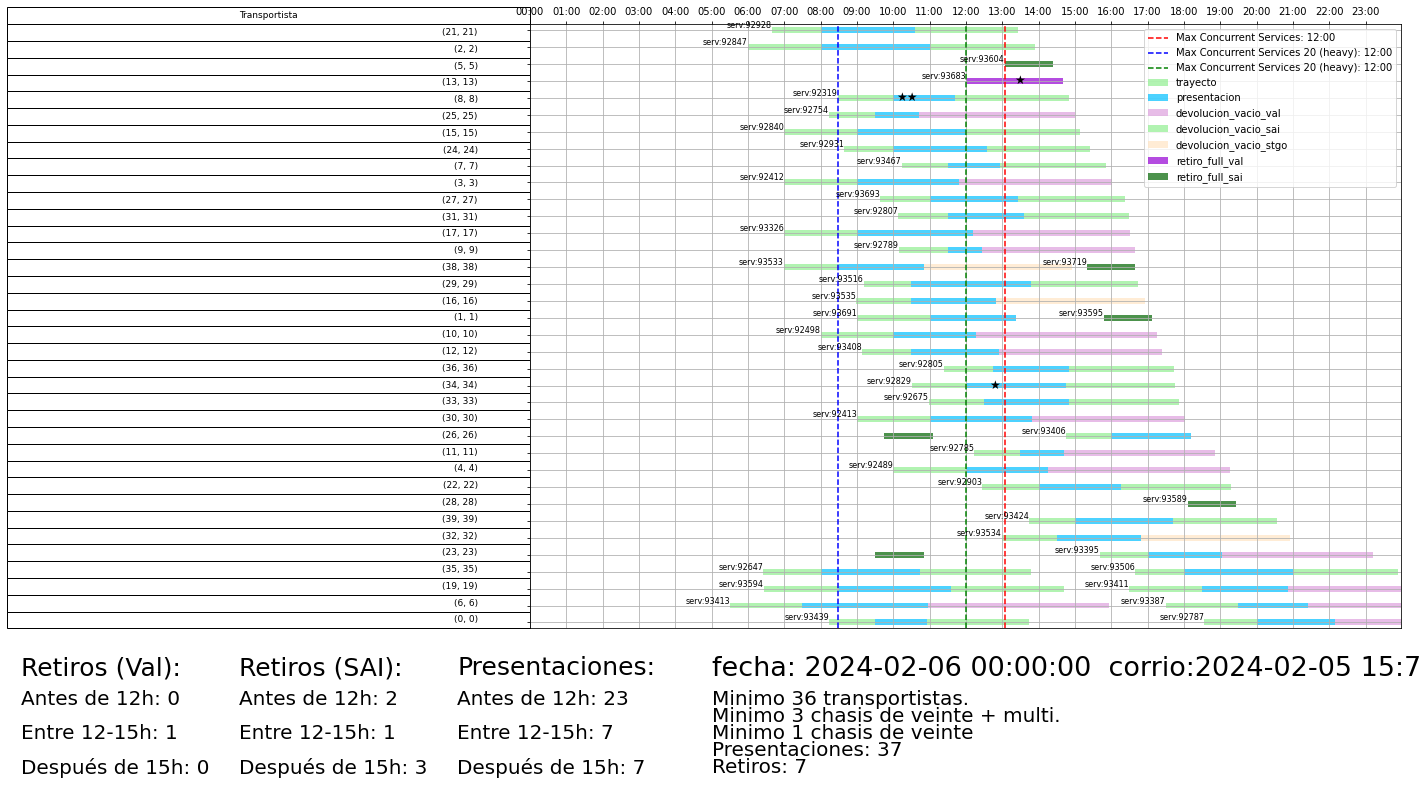 Transportista
00:00 01:00 02:00 03:00 04:00 05:00 06:00 07:00 08:00 09:00 10:00 11:00 12:00 13:00 14:00 15:00 16:00 17:00 18:00 19:00 20:00 21:00 22:00 23:00
(21, 21) serv:92928
(2, 2) serv:92847
(5, 5) serv:93604
(13, 13) serv:93683
(8, 8) serv:92319
(25, 25) serv:92754
(15, 15) serv:92840
(24, 24) serv:92931
(7, 7) serv:93467
(3, 3) serv:92412
(27, 27) serv:93693
(31, 31) serv:92807
(17, 17) serv:93326
(9, 9) serv:92789
(38, 38) serv:93533 serv:93719
(29, 29) serv:93516
(16, 16) serv:93535
(1, 1) serv:93691 serv:93595
(10, 10) serv:92498
(12, 12) serv:93408
(36, 36) serv:92805
(34, 34) serv:92829
(33, 33) serv:92675
(30, 30) serv:92413
(26, 26) serv:93406
(11, 11) serv:92785
(4, 4) serv:92489
(22, 22) serv:92903
(28, 28) serv:93589
(39, 39) serv:93424
(32, 32) serv:93534
(23, 23) serv:93395
(35, 35) serv:92647 serv:93506
(19, 19) serv:93594 serv:93411
(6, 6) serv:93413 serv:93387
(0, 0) serv:93439 serv:92787
Max Concurrent Services: 12:00
Max Concurrent Services 20 (heavy): 12:00
Max Concurrent Services 20 (heavy): 12:00
trayecto
presentacion
devolucion_vacio_val
devolucion_vacio_sai
devolucion_vacio_stgo
retiro_full_val
retiro_full_sai
Retiros (Val):
Antes de 12h: 0
Entre 12-15h: 1
Después de 15h: 0
Retiros (SAI):
Antes de 12h: 2
Entre 12-15h: 1
Después de 15h: 3
Presentaciones:
Antes de 12h: 23
Entre 12-15h: 7
Después de 15h: 7
fecha: 2024-02-06 00:00:00 corrio:2024-02-05 15:7
Minimo 36 transportistas.
Minimo 3 chasis de veinte + multi.
Minimo 1 chasis de veinte
Presentaciones: 37
Retiros: 7